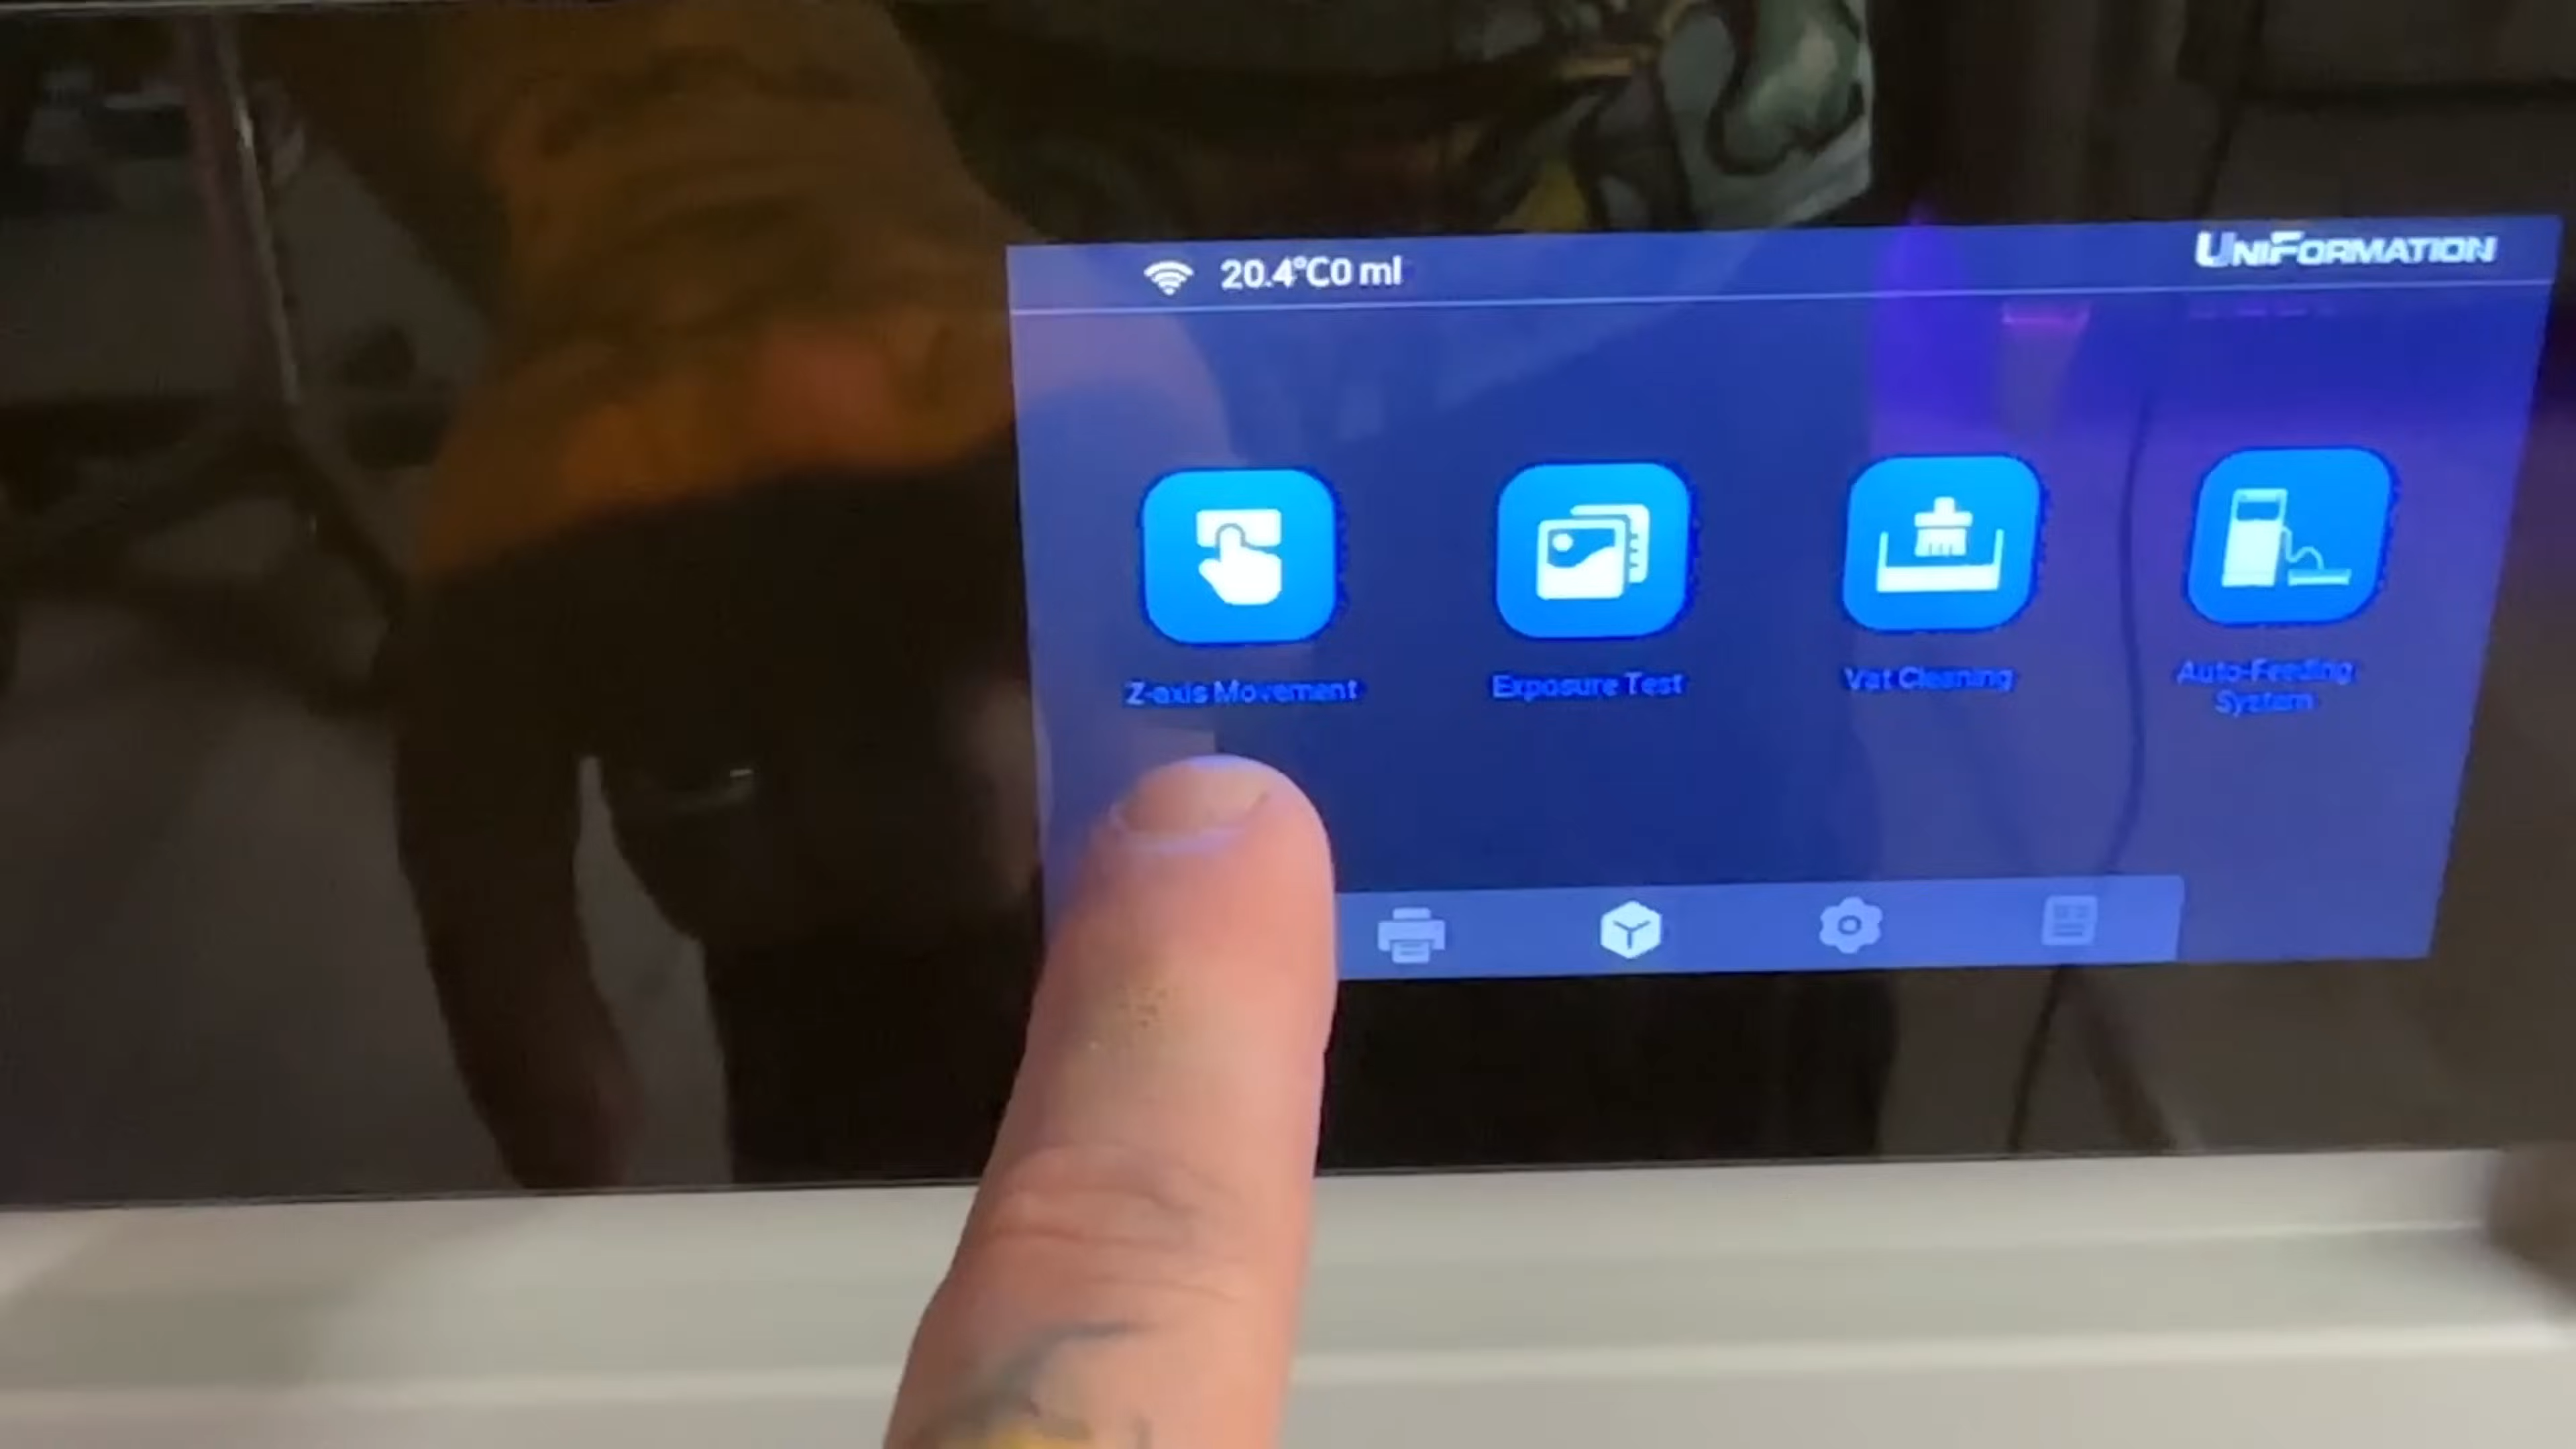 20.4°C0 ml
UNIFORMATION
Z-axis Movement
Exposure Test
Vat Cleaning
Auto-Feeding
System